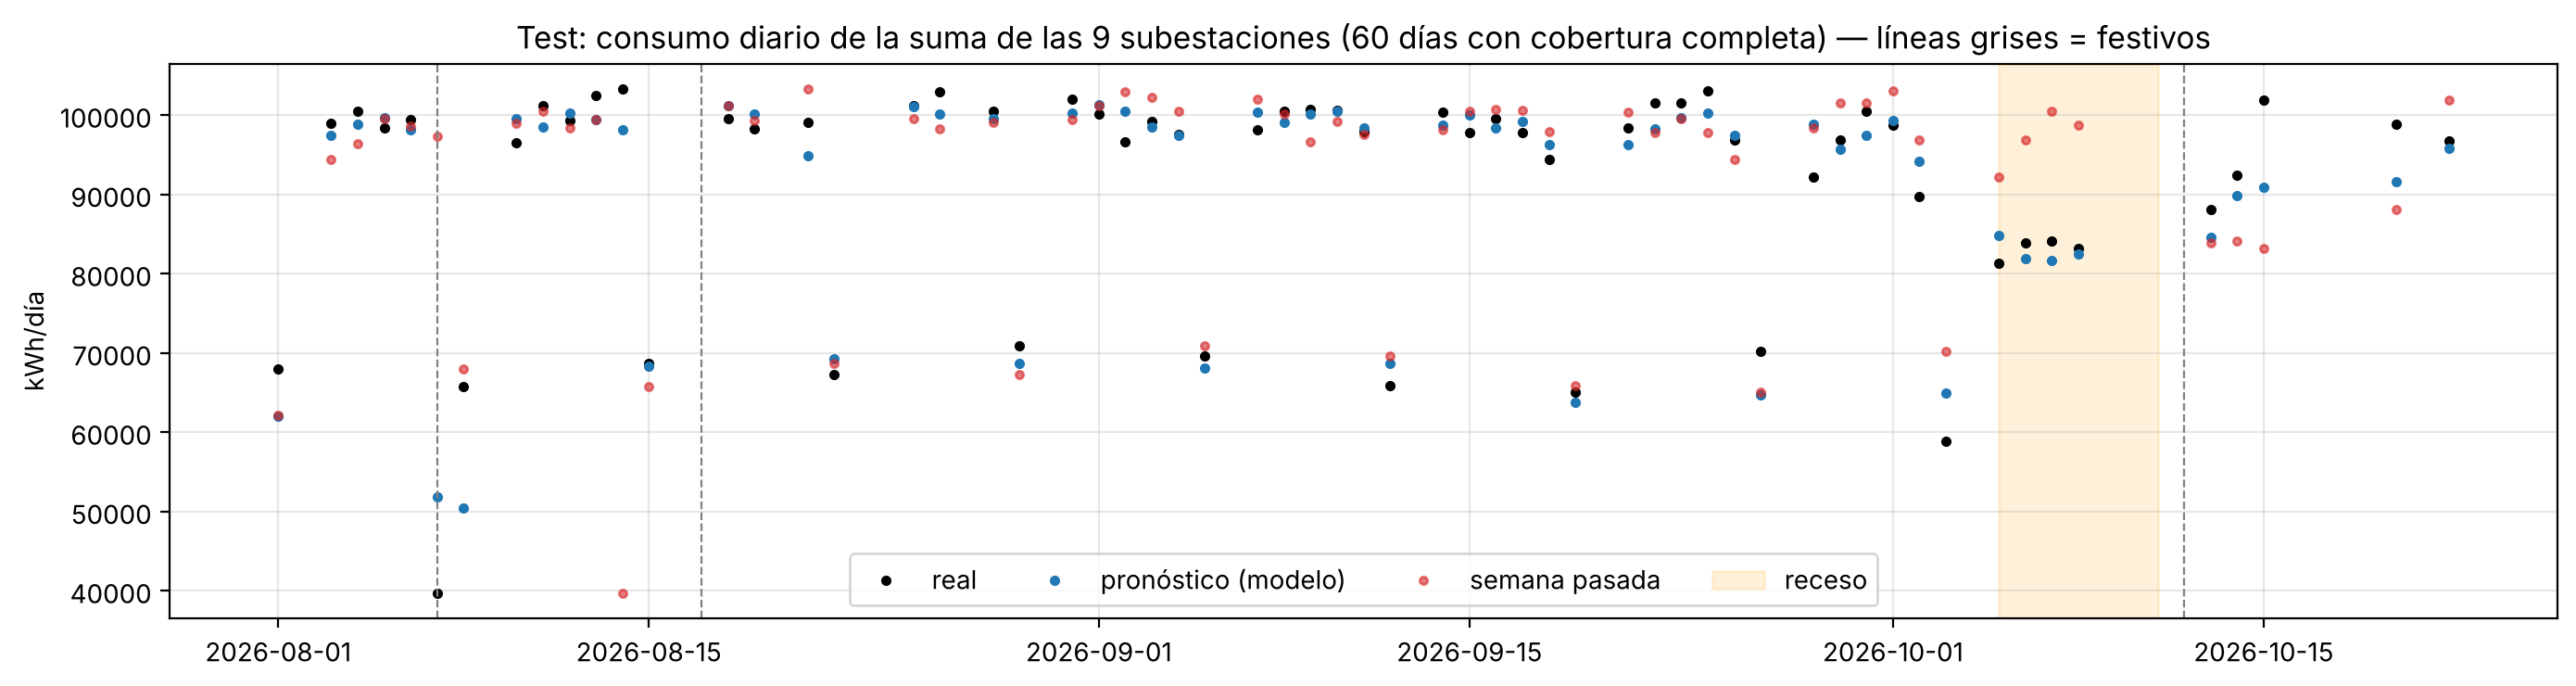 Test: consumo diario de la suma de las 9 subestaciones (60 días con cobertura completa) — líneas grises = festivos
kWh/día
100000
90000
80000
70000
60000
50000
40000
real
pronóstico (modelo)
semana pasada
receso
2026-08-01
2026-08-15
2026-09-01
2026-09-15
2026-10-01
2026-10-15